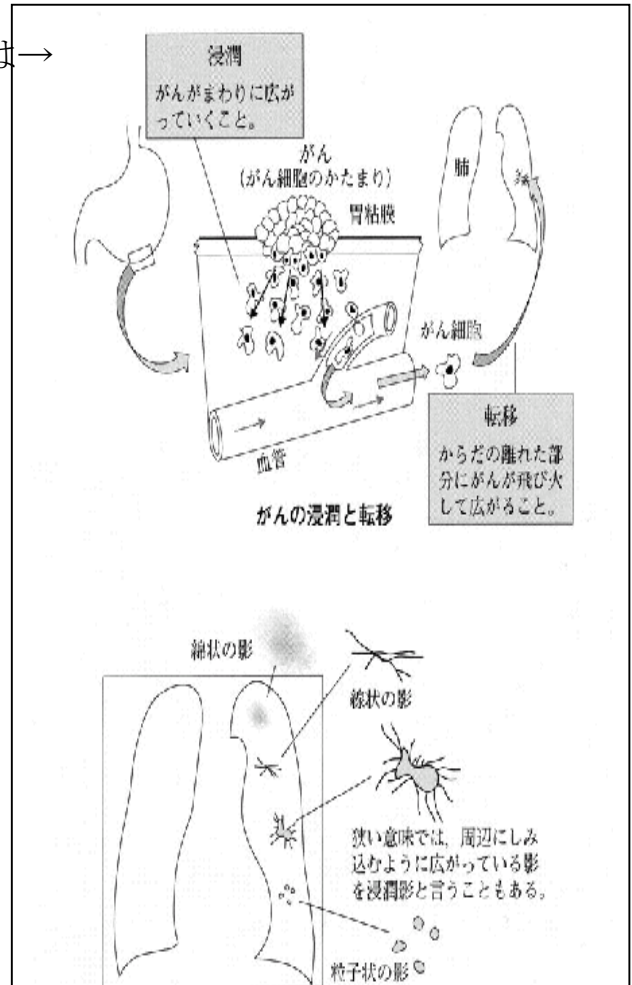 は→
浸潤
がんがまわりに広が
っていくこと。
がん
(がん細胞のかたまり)
胃粘膜
肺
がん細胞
血管
転移
からだの離れた部
分にがんが飛び火
して広がること。
がんの浸潤と転移
綿状の影
線状の影
狭い意味では，周辺にしみ
込むように広がっている影
を浸潤影と言うこともある。
粒子状の影